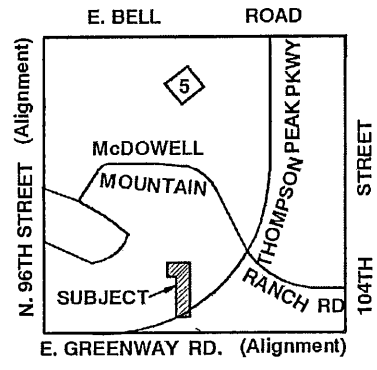 E. BELL ROAD
N. 96TH STREET (Alignment)
5
THOMPSON PEAK PKWY
McDOWELL
MOUNTAIN
RANCH RD
104TH STREET
SUBJECT
E. GREENWAY RD. (Alignment)